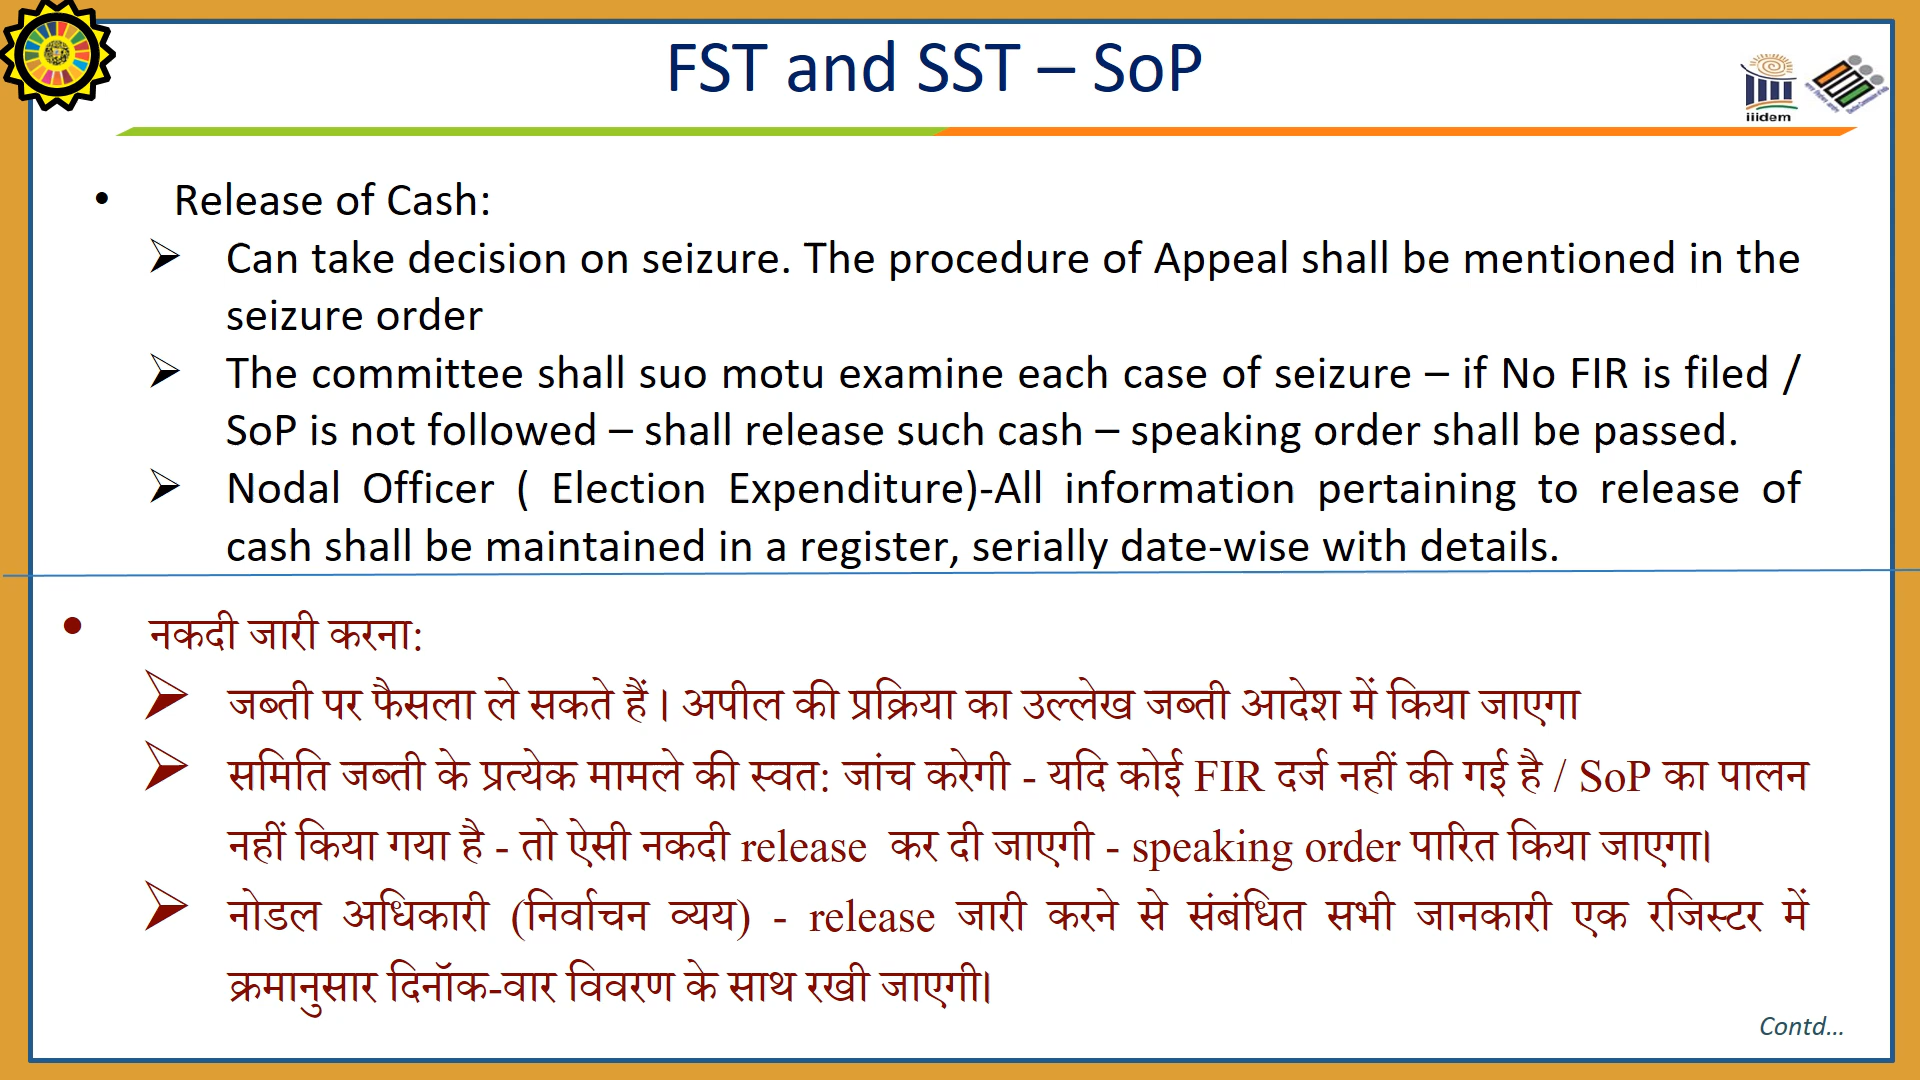 FST and SST – SoP
iiidem
• Release of Cash:
➢ Can take decision on seizure. The procedure of Appeal shall be mentioned in the
seizure order
➢ The committee shall suo motu examine each case of seizure – if No FIR is filed /
SoP is not followed – shall release such cash – speaking order shall be passed.
➢ Nodal Officer ( Election Expenditure)-All information pertaining to release of
cash shall be maintained in a register, serially date-wise with details.
• नकदी जारी करना:
➢ जब्ती पर फैसला ले सकते हैं। अपील की प्रक्रिया का उल्लेख जब्ती आदेश में किया जाएगा
➢ समिति जब्ती के प्रत्येक मामले की स्वत: जांच करेगी - यदि कोई FIR दर्ज नहीं की गई है / SoP का पालन
नहीं किया गया है - तो ऐसी नकदी release कर दी जाएगी - speaking order पारित किया जाएगा।
➢ नोडल अधिकारी (निर्वाचन व्यय) - release जारी करने से संबंधित सभी जानकारी एक रजिस्टर में
क्रमानुसार दिनॉक-वार विवरण के साथ रखी जाएगी।
Contd...